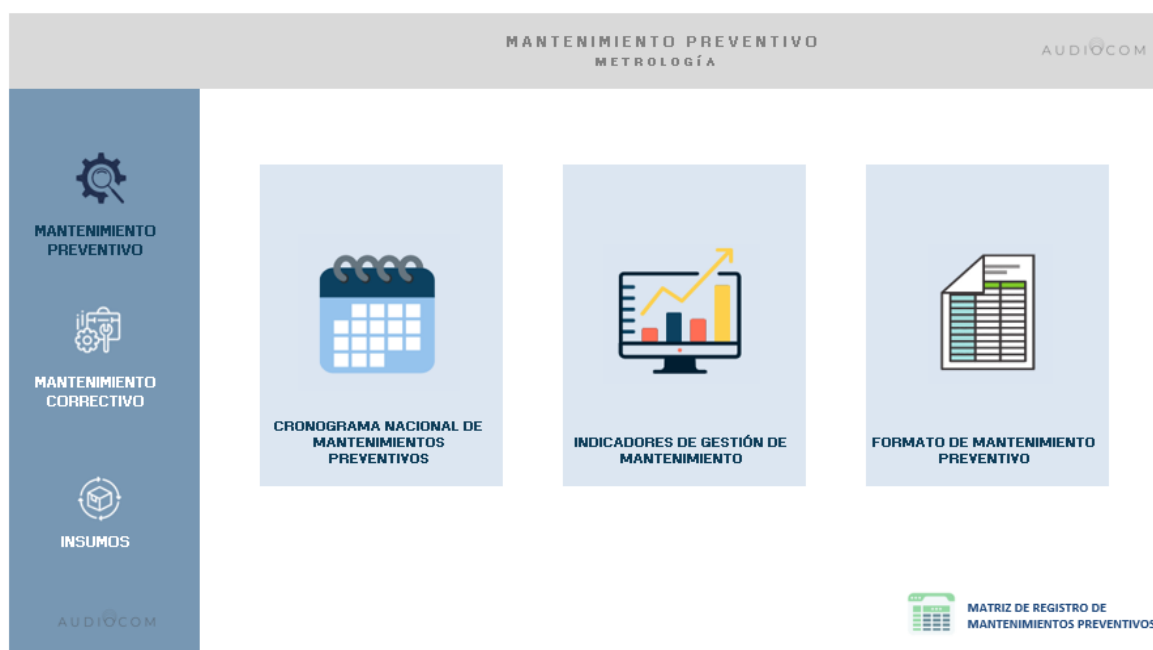 MANTENIMIENTO PREVENTIVO
METROLOGÍA
AUDIOCOM
MANTENIMIENTO
PREVENTIVO
MANTENIMIENTO
CORRECTIVO
INSUMOS
AUDIOCOM
CRONOGRAMA NACIONAL DE
MANTENIMIENTOS
PREVENTIVOS
INDICADORES DE GESTIÓN DE
MANTENIMIENTO
FORMATO DE MANTENIMIENTO
PREVENTIVO
MATRIZ DE REGISTRO DE
MANTENIMIENTOS PREVENTIVOS